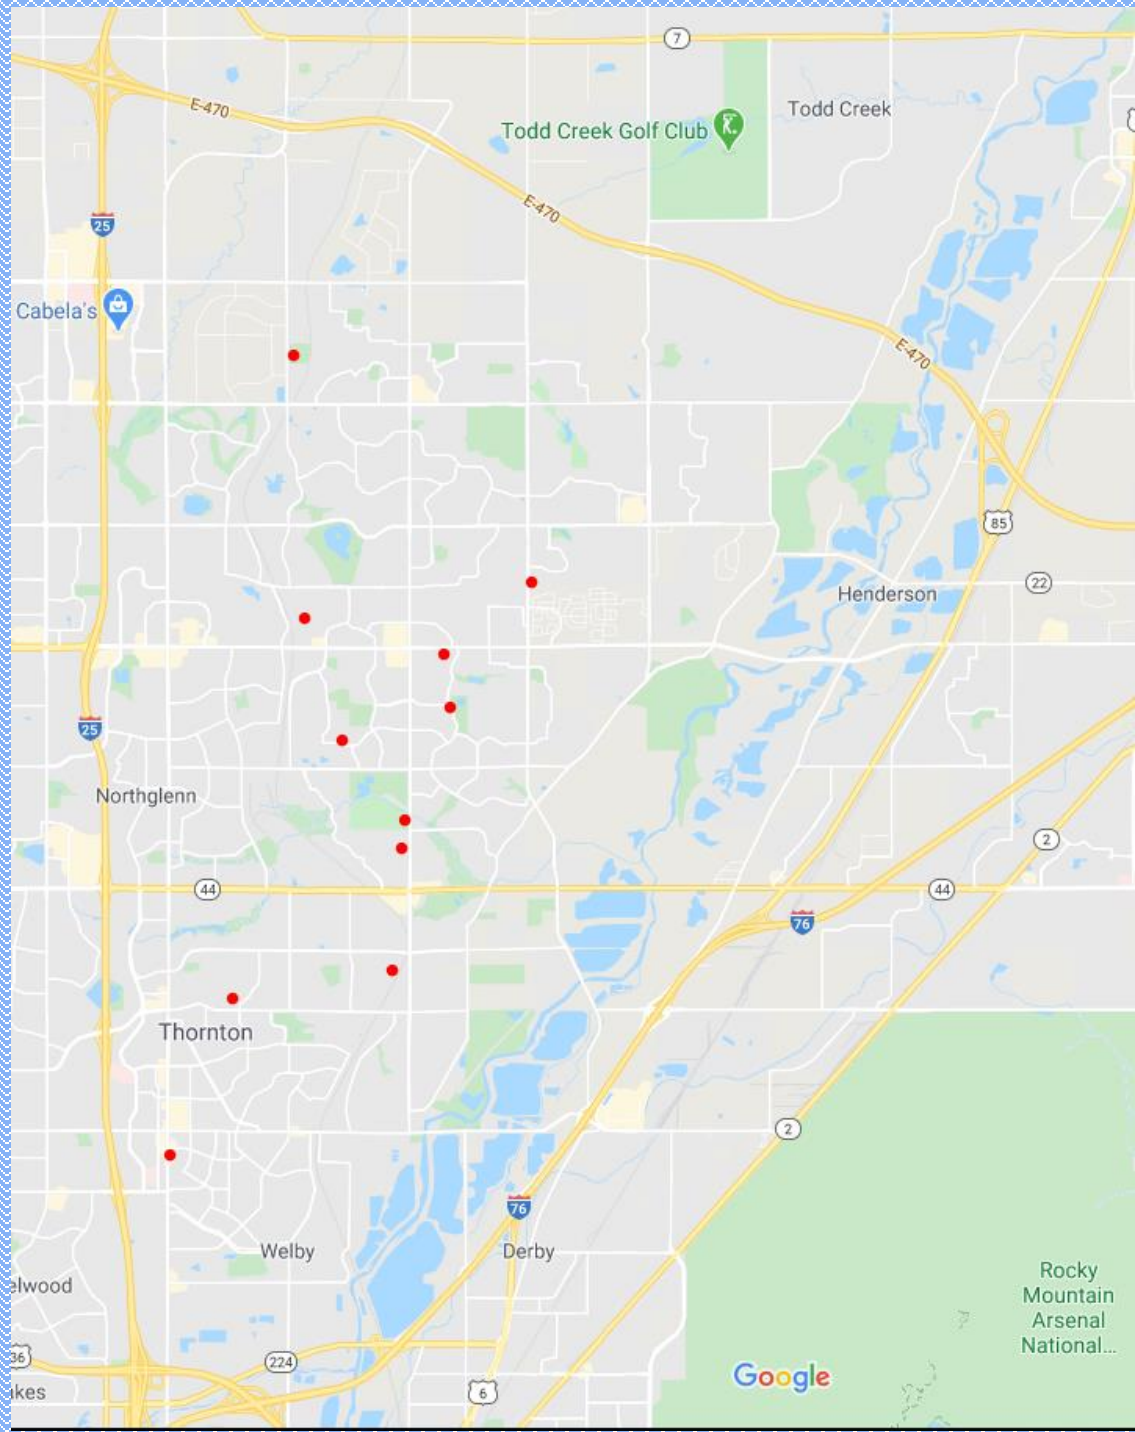 7
E-470
Todd Creek Golf Club
Todd Creek
E-470
25
Cabela's
E-470
85
22
Henderson
25
Northglenn
2
44
44
76
Thornton
2
76
Welby
Derby
elwood
Rocky
Mountain
Arsenal
National...
36
224
Google
kes
6